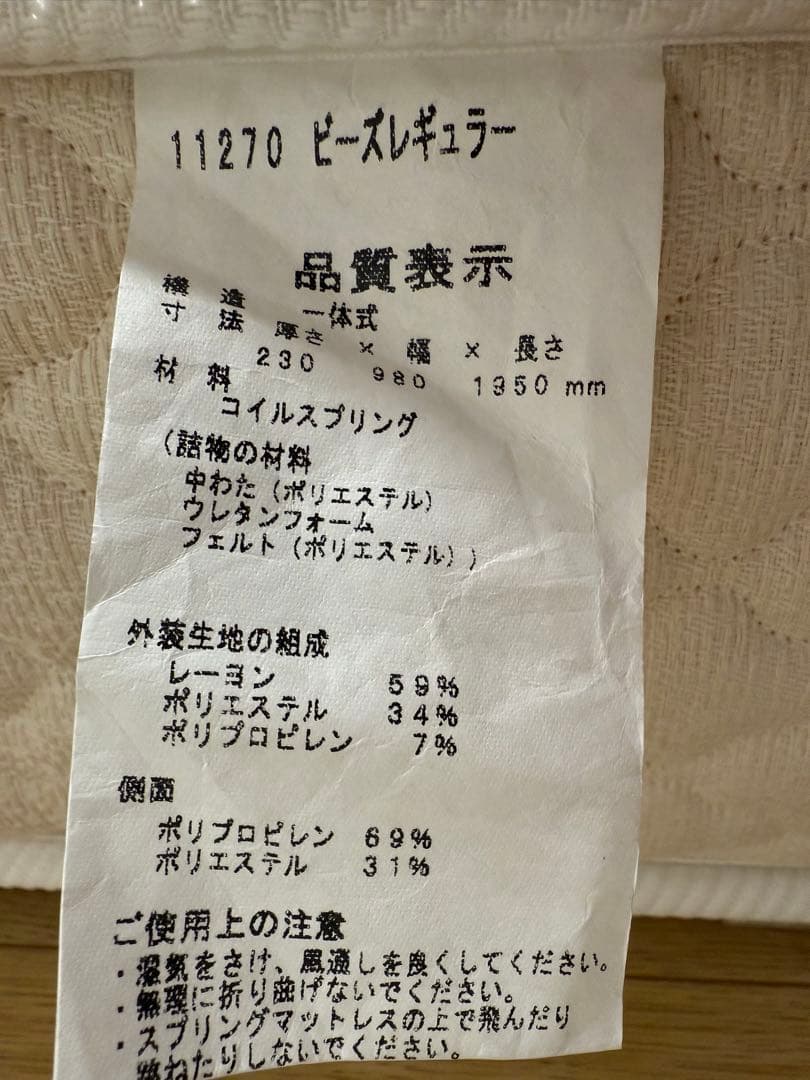 11270 ビーズレギュラー
品質表示
構造 一体式
寸法 厚さ × 幅 × 長さ
230 980 1950 mm
材料
コイルスプリング
(詰物の材料
中わた(ポリエステル)
ウレタンフォーム
フェルト(ポリエステル))
外装生地の組成
レーヨン 59%
ポリエステル 34%
ポリプロピレン 7%
側面
ポリプロピレン 69%
ポリエステル 31%
ご使用上の注意
・湿気をさけ、風通しを良くしてください。
・無理に折り曲げないでください。
・スプリングマットレスの上で飛んだり
跳ねたりしないでください。